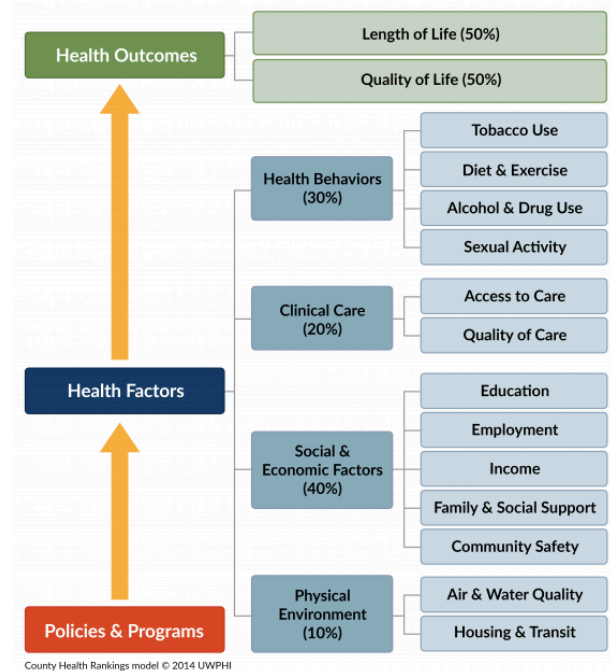 Health Outcomes
Length of Life (50%)
Quality of Life (50%)
Health Factors
Health Behaviors
(30%)
Tobacco Use
Diet & Exercise
Alcohol & Drug Use
Sexual Activity
Clinical Care
(20%)
Access to Care
Quality of Care
Social &
Economic Factors
(40%)
Education
Employment
Income
Family & Social Support
Community Safety
Physical
Environment
(10%)
Air & Water Quality
Housing & Transit
Policies & Programs
County Health Rankings model © 2014 UWPHI